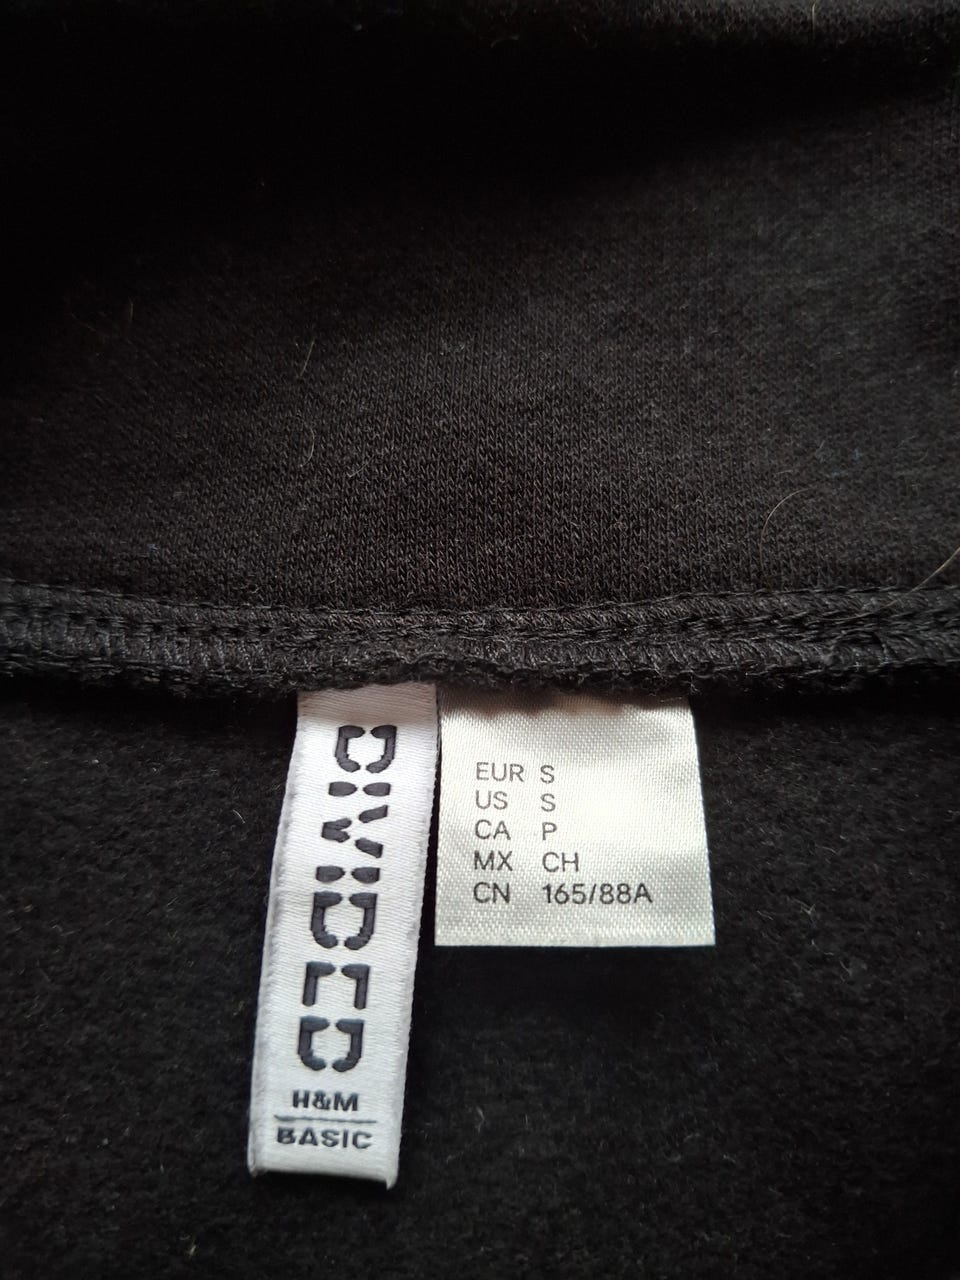 DIVIDED
H&M
BASIC
EUR S
US S
CA P
MX CH
CN 165/88A